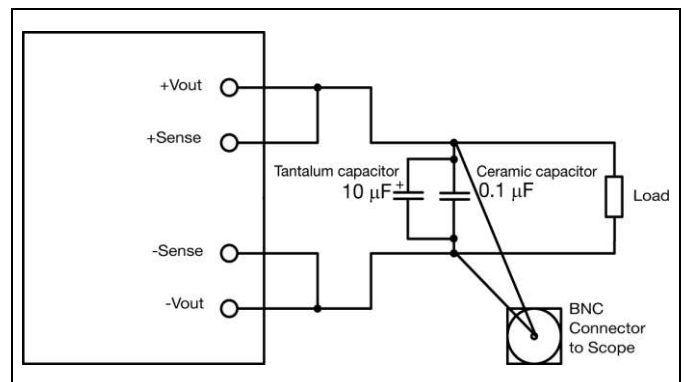 +Vout
+Sense
Tantalum capacitor
10 μF
+
Ceramic capacitor
0.1 μF
Load
-Sense
-Vout
BNC
Connector
to Scope